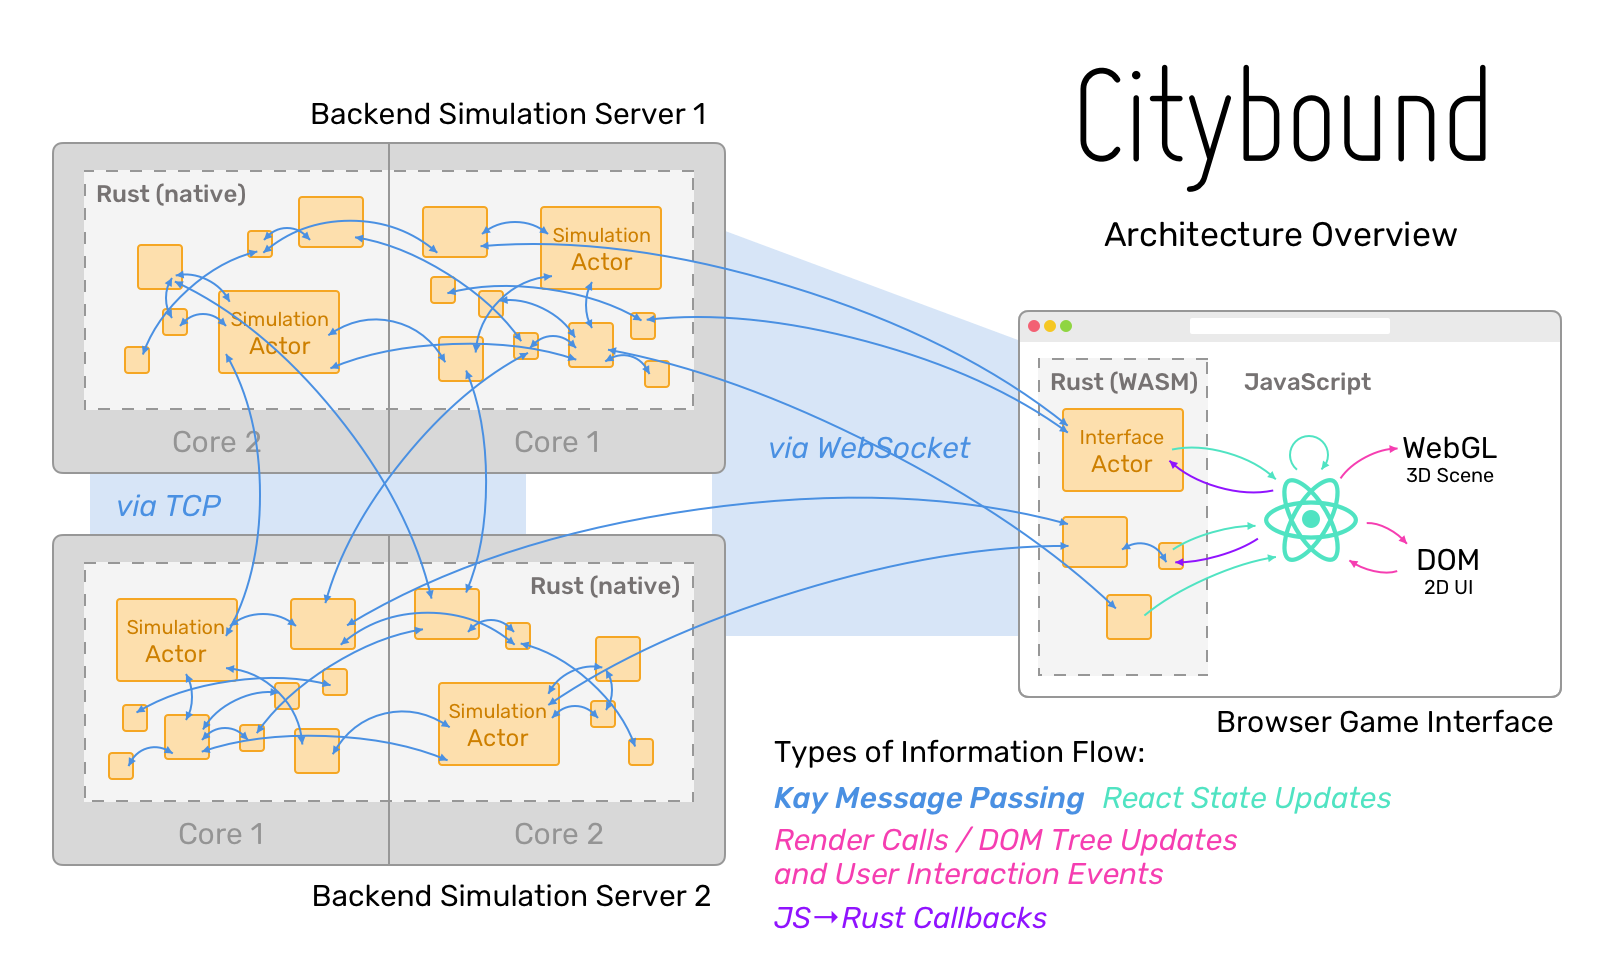 Citybound
Architecture Overview
Backend Simulation Server 1
Rust (native)
Simulation
Actor
Simulation
Actor
Core 2
Core 1
via TCP
via WebSocket
Rust (WASM)
JavaScript
Interface
Actor
WebGL
3D Scene
DOM
2D UI
Browser Game Interface
Rust (native)
Simulation
Actor
Simulation
Actor
Core 1
Core 2
Backend Simulation Server 2
Types of Information Flow:
Kay Message Passing React State Updates
Render Calls / DOM Tree Updates
and User Interaction Events
JS→Rust Callbacks